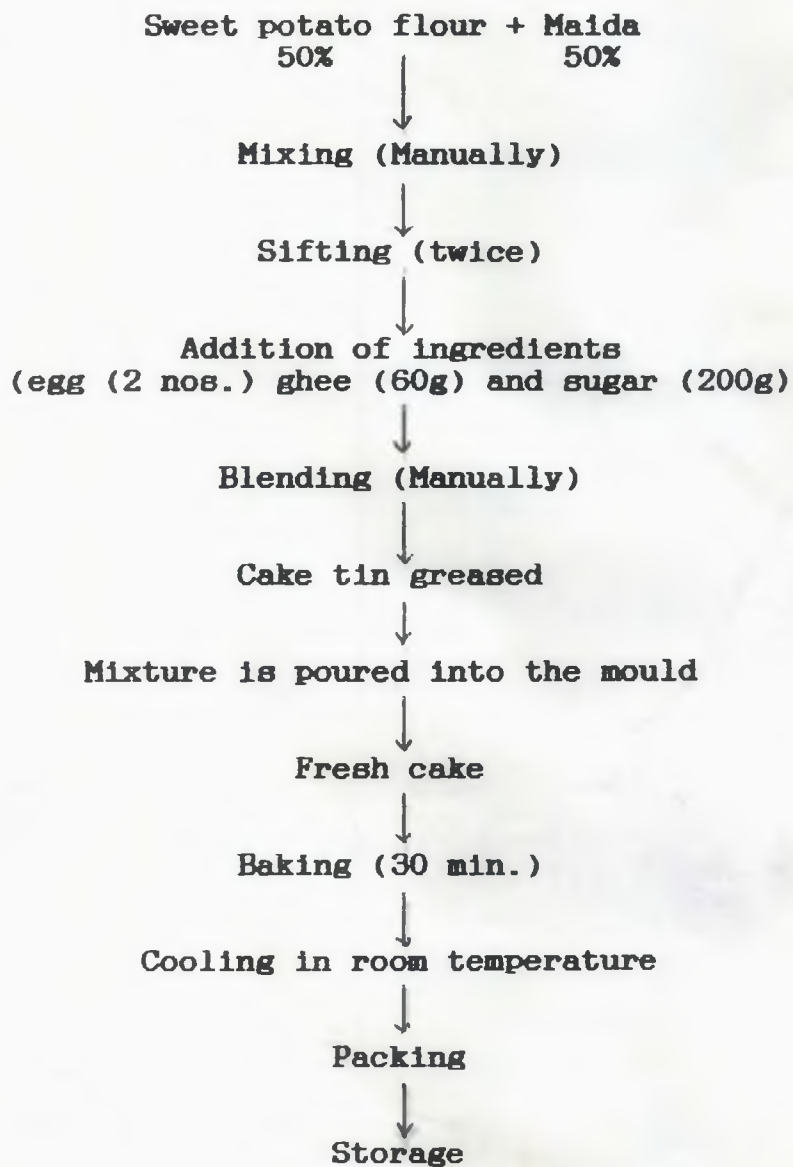 Sweet potato flour + Maida
50% 50%
Mixing (Manually)
Sifting (twice)
Addition of ingredients
(egg (2 nos.) ghee (60g) and sugar (200g)
Blending (Manually)
Cake tin greased
Mixture is poured into the mould
Fresh cake
Baking (30 min.)
Cooling in room temperature
Packing
Storage